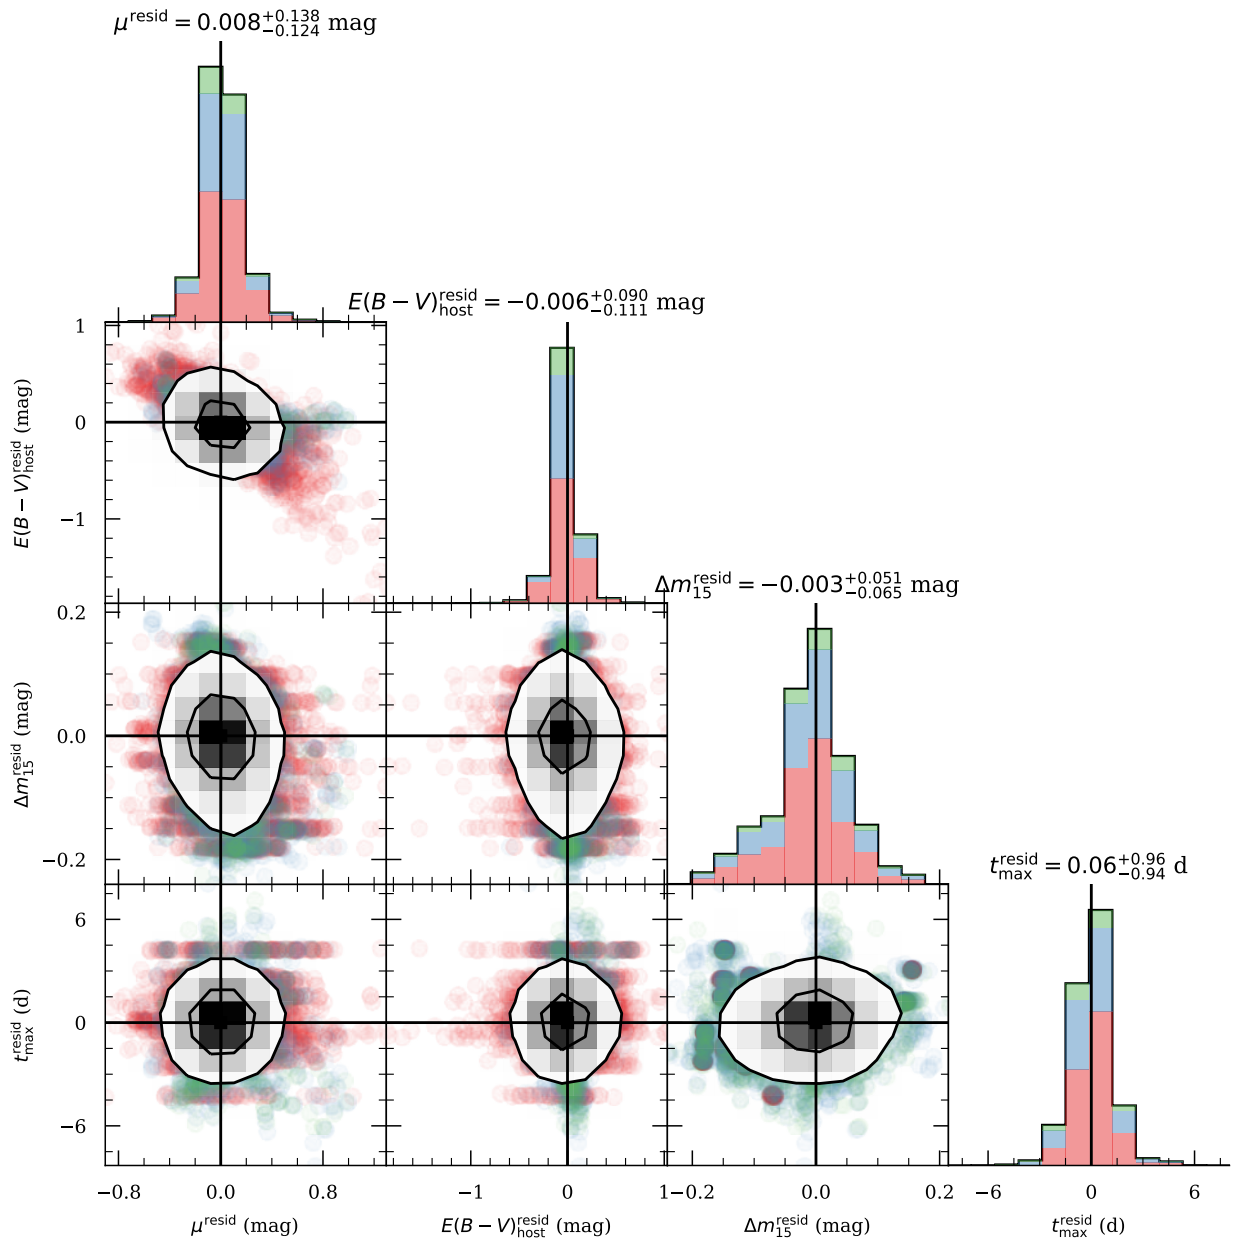 μ^resid = 0.008 +0.138 −0.124 mag
E(B − V)^resid_host = −0.006 +0.090 −0.111 mag
Δm^resid_15 = −0.003 +0.051 −0.065 mag
t^resid_max = 0.06 +0.96 −0.94 d
E(B − V)^resid_host (mag)
1
0
−1
Δm^resid_15 (mag)
0.2
0.0
−0.2
t^resid_max (d)
6
3
0
−3
−6
−0.8 0.0 0.8
μ^resid (mag)
−1 0 1
E(B − V)^resid_host (mag)
−0.2 0.0 0.2
Δm^resid_15 (mag)
−6 0 6
t^resid_max (d)